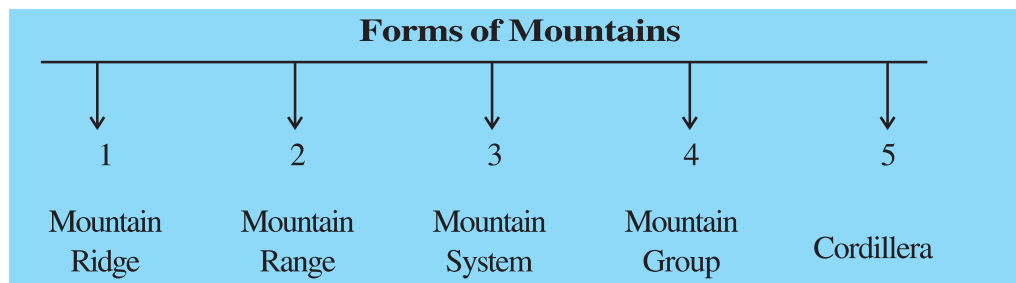 Forms of Mountains
1 2 3 4 5
Mountain Mountain Mountain Mountain
Ridge Range System Group Cordillera